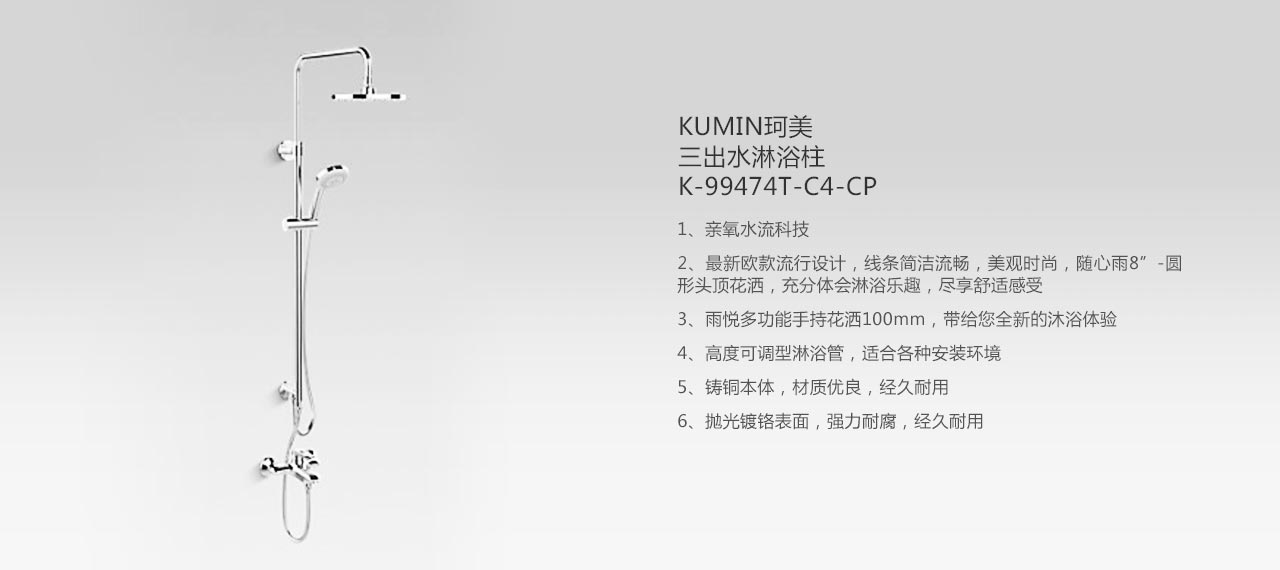 KUMIN珂美
三出水淋浴柱
K-99474T-C4-CP
1、亲氧水流科技
2、最新欧款流行设计，线条简洁流畅，美观时尚，随心雨8”-圆
形头顶花洒，充分体会淋浴乐趣，尽享舒适感受
3、雨悦多功能手持花洒100mm，带给您全新的沐浴体验
4、高度可调型淋浴管，适合各种安装环境
5、铸铜本体，材质优良，经久耐用
6、抛光镀铬表面，强力耐腐，经久耐用